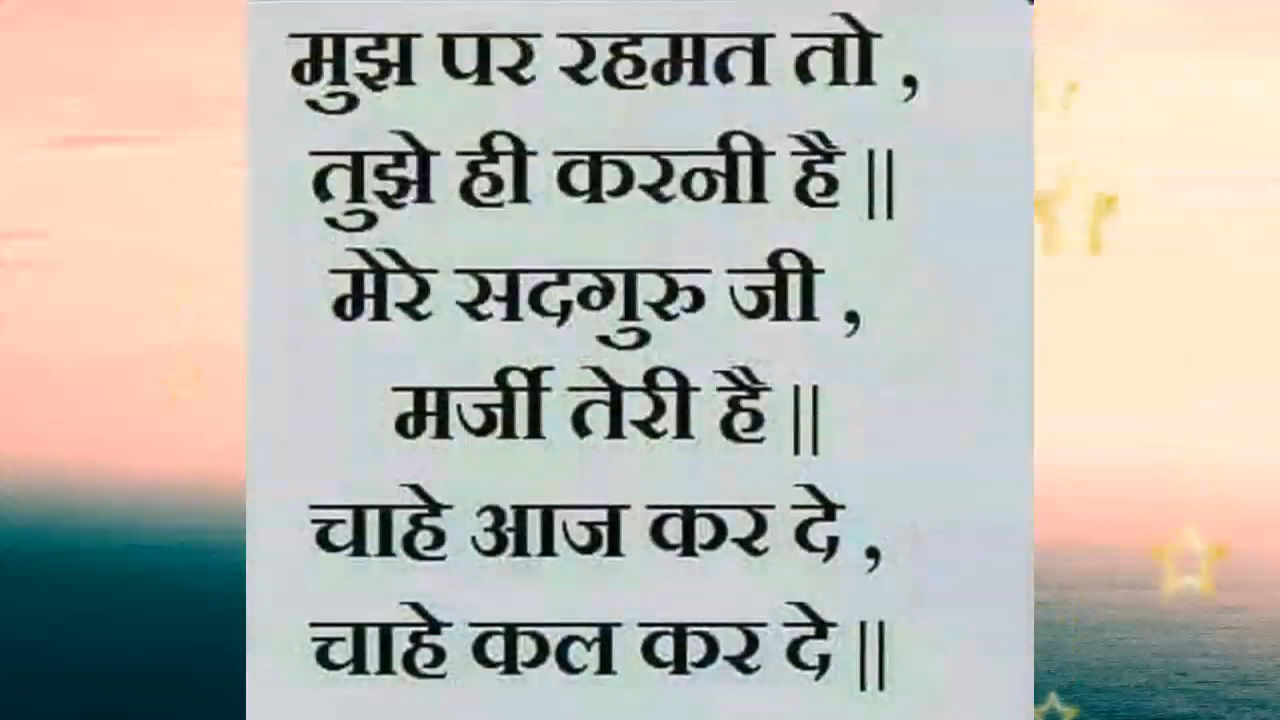 मुझ पर रहमत तो ,
तुझे ही करनी है ||
मेरे सदगुरु जी ,
मर्जी तेरी है ||
चाहे आज कर दे ,
चाहे कल कर दे ||